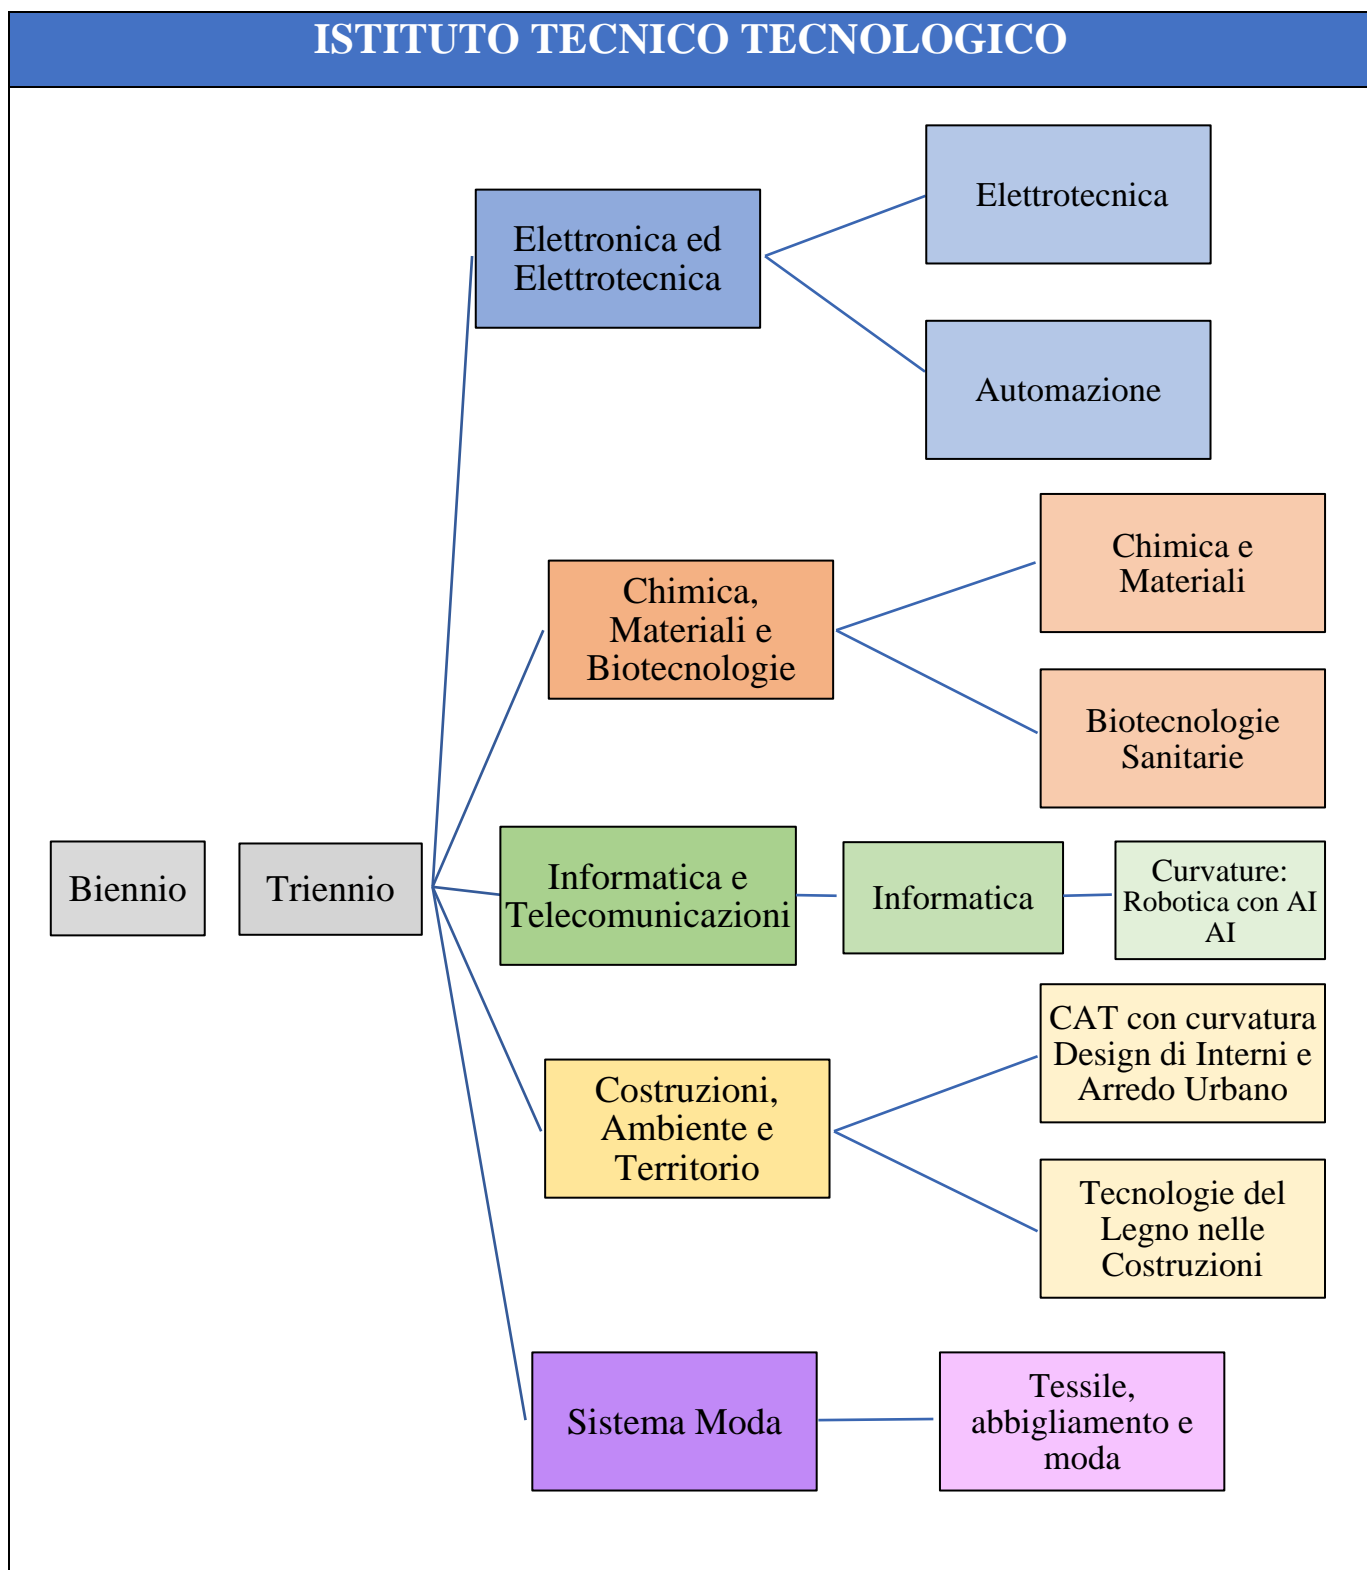 ISTITUTO TECNICO TECNOLOGICO
Elettronica ed
Elettrotecnica
Elettrotecnica
Automazione
Chimica,
Materiali e
Biotecnologie
Chimica e
Materiali
Biotecnologie
Sanitarie
Biennio
Triennio
Informatica e
Telecomunicazioni
Informatica
Curvature:
Robotica con AI
AI
Costruzioni,
Ambiente e
Territorio
CAT con curvatura
Design di Interni e
Arredo Urbano
Tecnologie del
Legno nelle
Costruzioni
Sistema Moda
Tessile,
abbigliamento e
moda